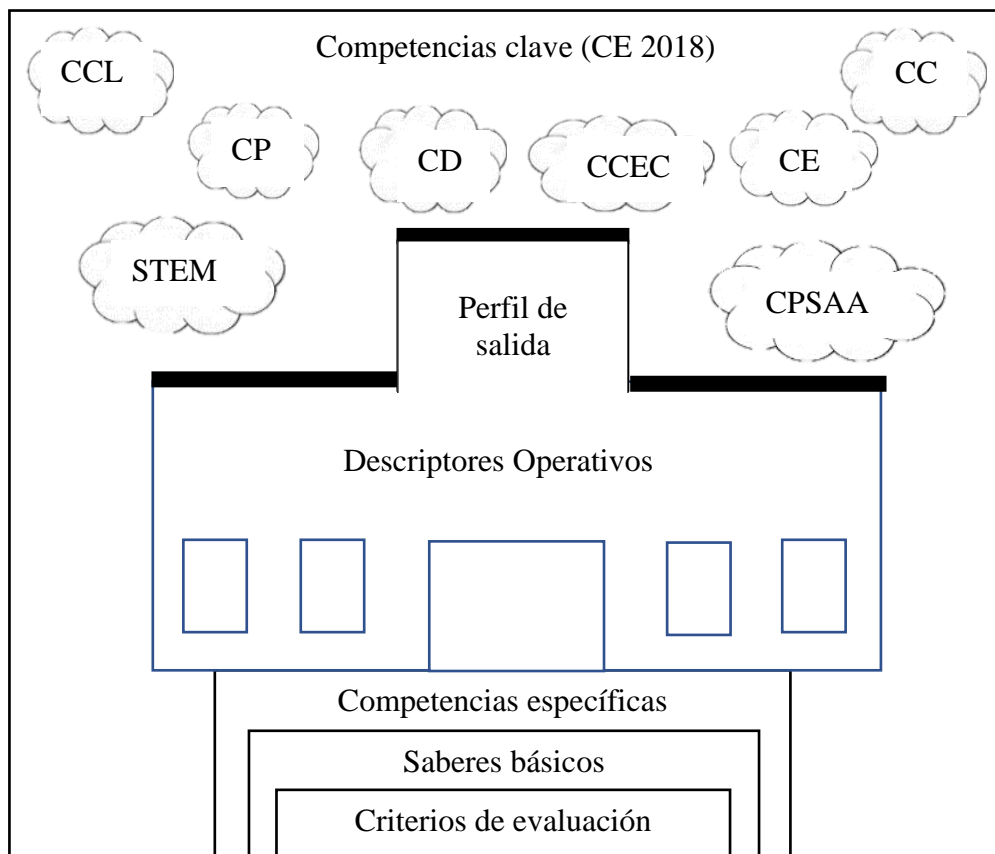 Competencias clave (CE 2018)
CCL
CC
CP
CD
CCEC
CE
STEM
CPSAA
Perfil de
salida
Descriptores Operativos
Competencias específicas
Saberes básicos
Criterios de evaluación